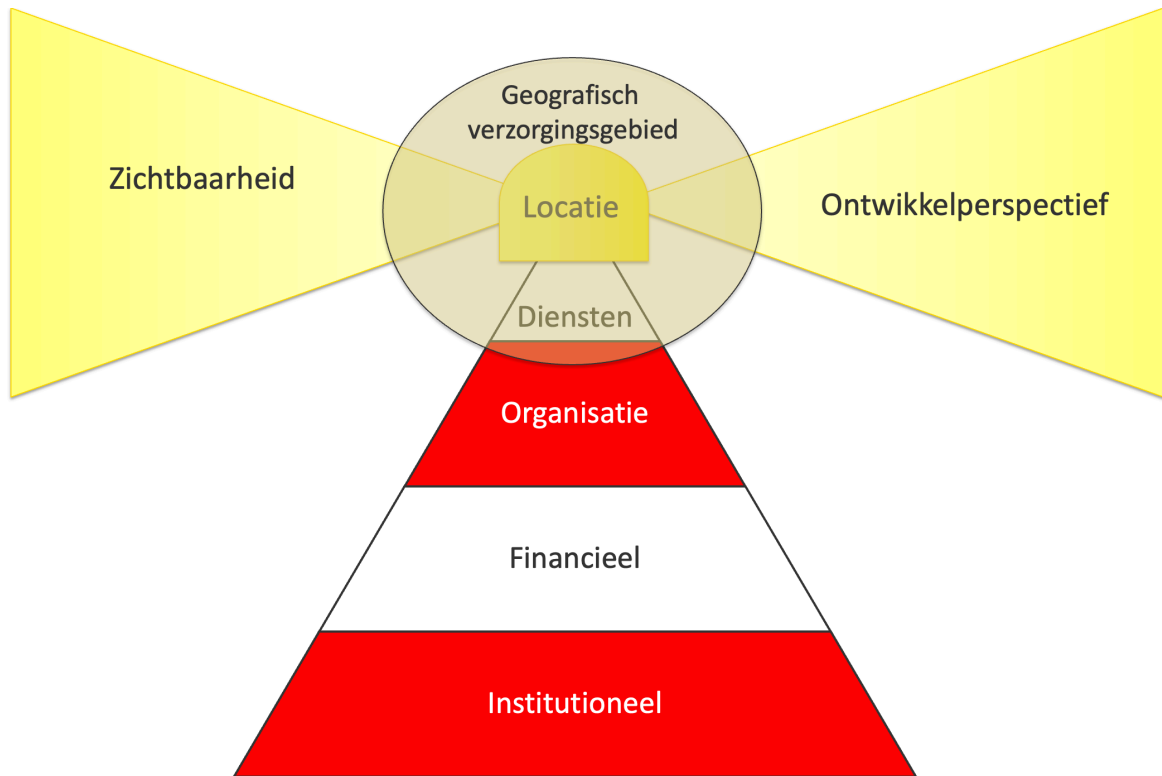 Geografisch
verzorgingsgebied
Zichtbaarheid
Locatie
Ontwikkelperspectief
Diensten
Organisatie
Financieel
Institutioneel